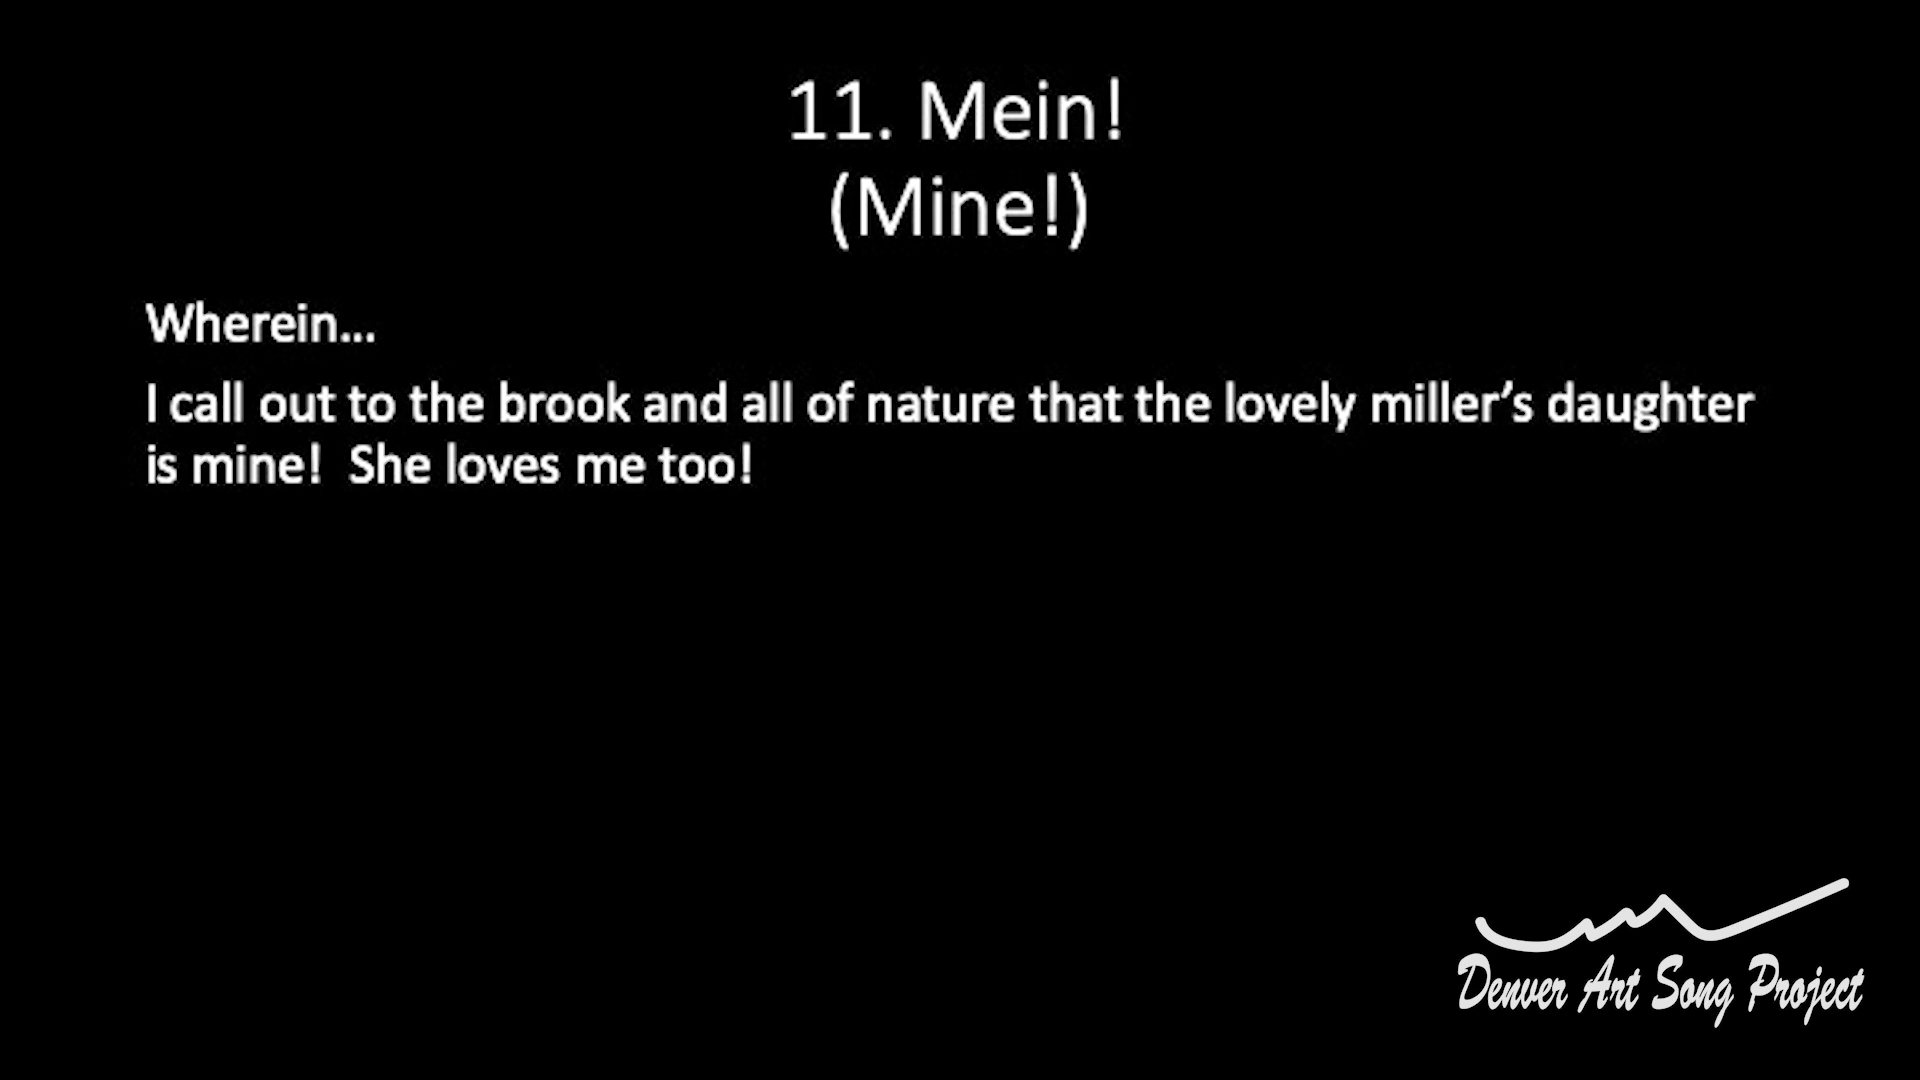 11. Mein!
(Mine!)
Wherein...
I call out to the brook and all of nature that the lovely miller’s daughter
is mine!  She loves me too!
Denver Art Song Project